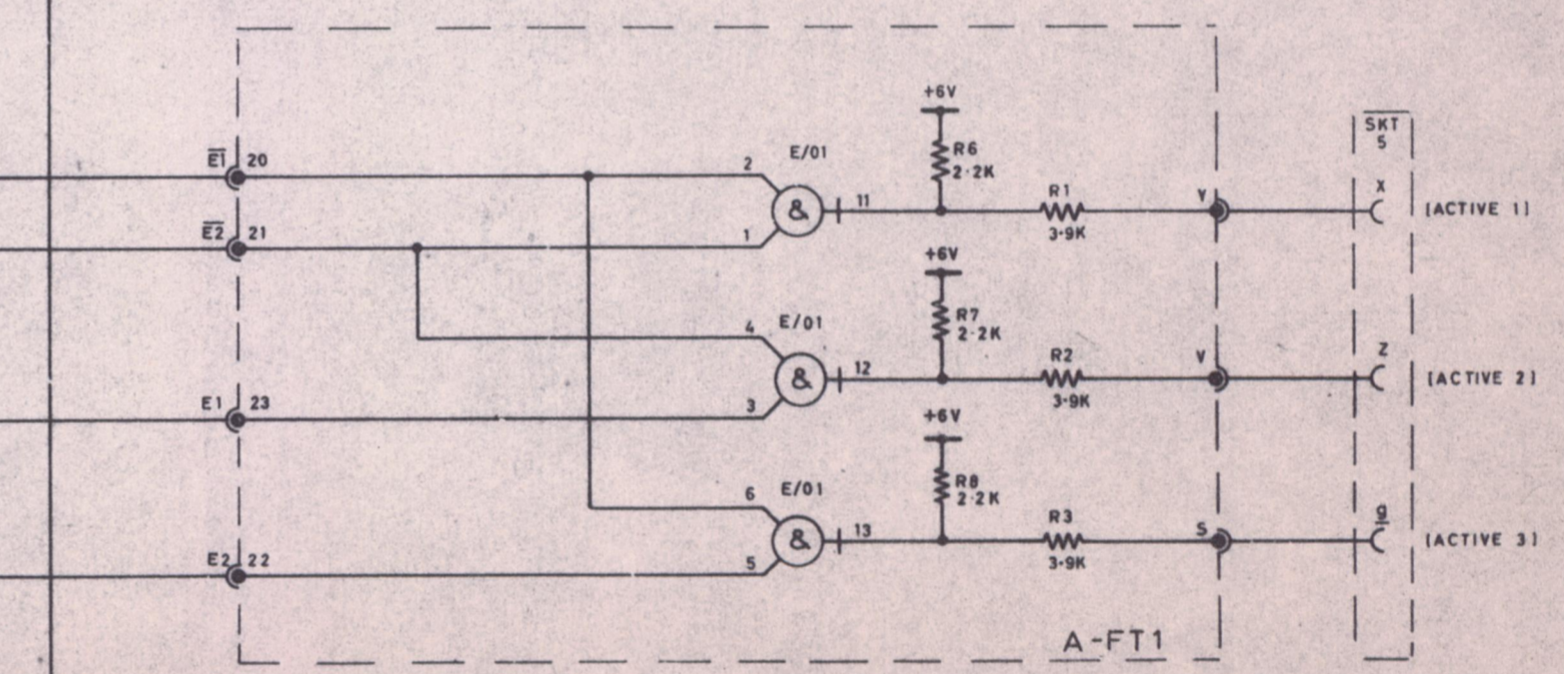 +6V
SKT
5
E1̅ 20
2
E/01
R6
2·2K
11
R1
3·9K
Y
X
[ACTIVE 1]
E2̅ 21
1
+6V
4
E/01
R7
2·2K
12
R2
3·9K
V
Z
[ACTIVE 2]
E1 23
3
+6V
6
E/01
R8
2·2K
13
R3
3·9K
S
[ACTIVE 3]
E2 22
5
&
&
&
A-FT1